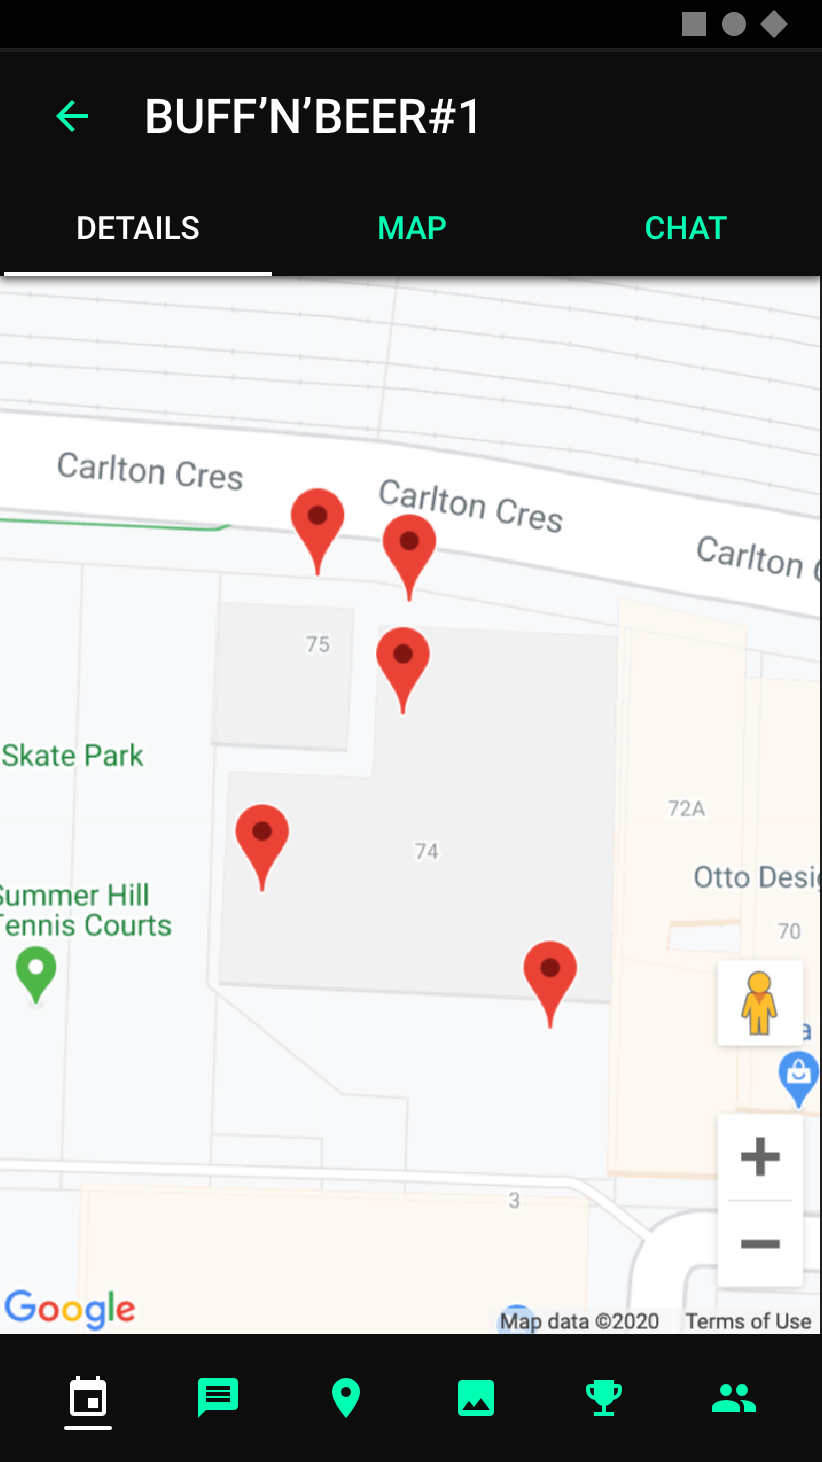 BUFF’N’BEER#1
DETAILS
MAP
CHAT
Carlton Cres
Carlton Cres
Carlton
75
Skate Park
72A
74
Otto
Summer Hill
Tennis Courts
70
3
Google
Map data ©2020
Terms of Use